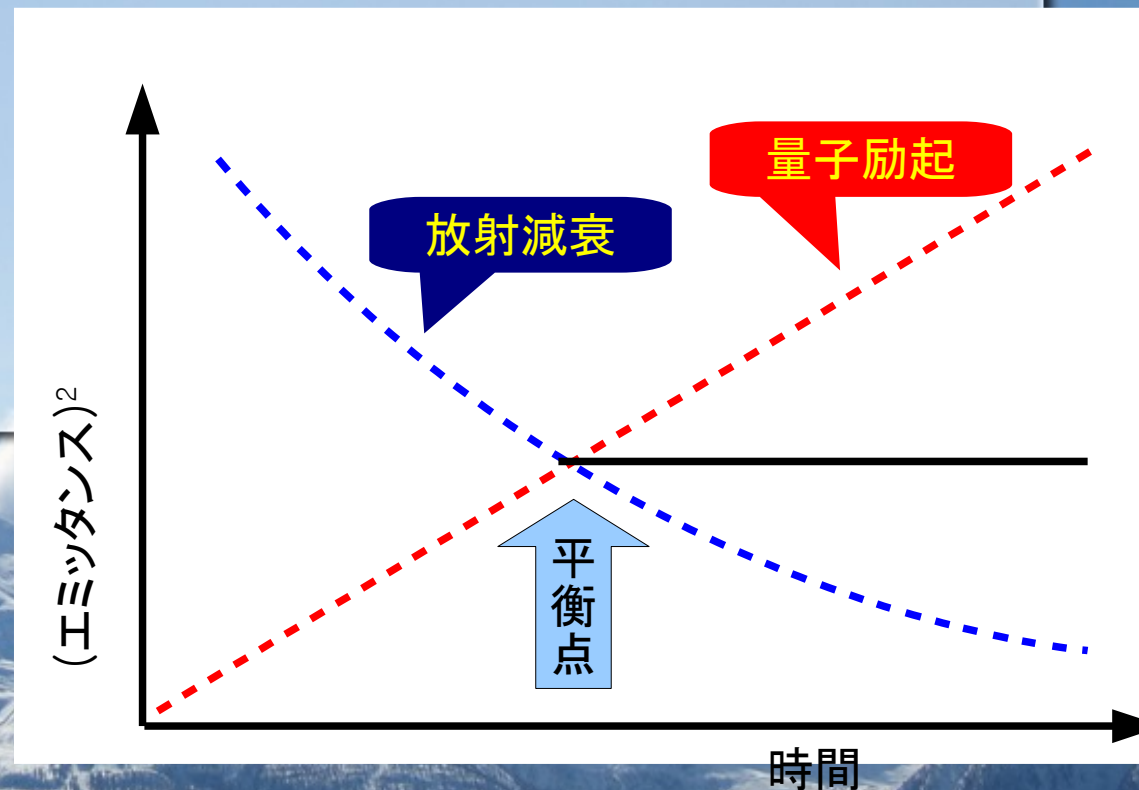 量子励起
放射減衰
(エミッタンス)²
平衡点
時間